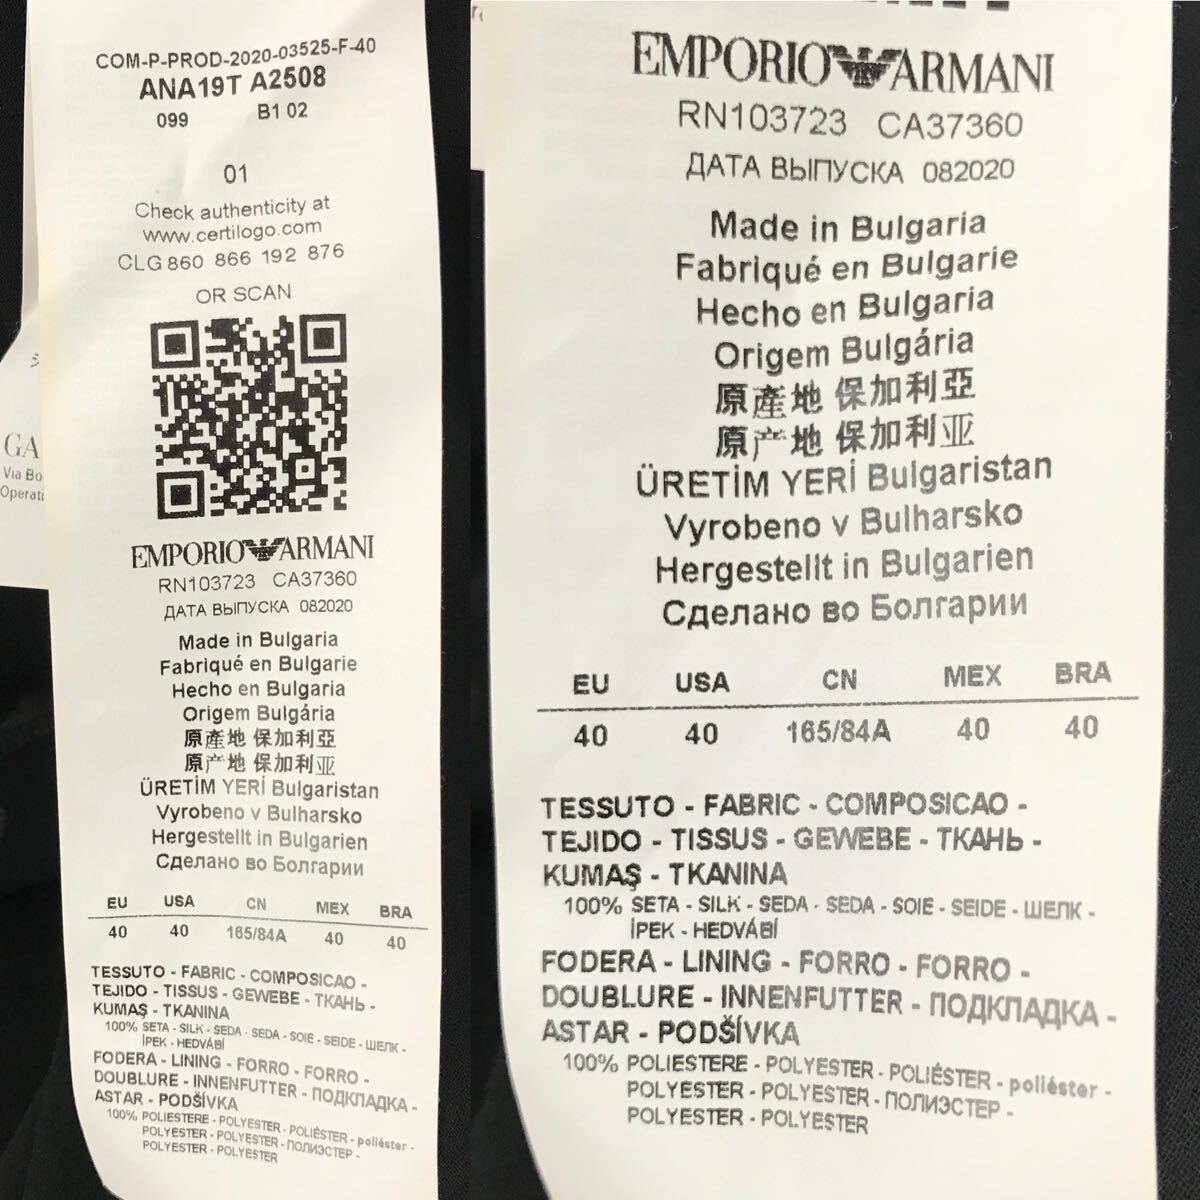 COM-P-PROD-2020-03525-F-40
ANA19T A2508
099 B1 02
01
Check authenticity at
www.certilogo.com
CLG 860 866 192 876
OR SCAN
EMPORIO ARMANI
RN103723 CA37360
ДАТА ВЫПУСКА 082020
Made in Bulgaria
Fabriqué en Bulgarie
Hecho en Bulgaria
Origem Bulgária
原產地 保加利亞
原产地 保加利亚
ÜRETİM YERİ Bulgaristan
Vyrobeno v Bulharsko
Hergestellt in Bulgarien
Сделано во Болгарии
EU USA CN MEX BRA
40 40 165/84A 40 40
TESSUTO - FABRIC - COMPOSICAO -
TEJIDO - TISSUS - GEWEBE - ТКАНЬ -
KUMAŞ - TKANINA
100% SETA - SILK - SEDA - SEDA - SOIE - SEIDE - ШЕЛК -
İPEK - HEDVÁBÍ
FODERA - LINING - FORRO - FORRO -
DOUBLURE - INNENFUTTER - ПОДКЛАДКА -
ASTAR - PODŠÍVKA
100% POLIESTERE - POLYESTER - POLIÉSTER - poliéster -
POLYESTER - POLYESTER - ПОЛИЭСТЕР -
POLYESTER - POLYESTER
GA
Via Bo
Operati
EMPORIO ARMANI
RN103723 CA37360
ДАТА ВЫПУСКА 082020
Made in Bulgaria
Fabriqué en Bulgarie
Hecho en Bulgaria
Origem Bulgária
原產地 保加利亞
原产地 保加利亚
ÜRETİM YERİ Bulgaristan
Vyrobeno v Bulharsko
Hergestellt in Bulgarien
Сделано во Болгарии
EU USA CN MEX BRA
40 40 165/84A 40 40
TESSUTO - FABRIC - COMPOSICAO -
TEJIDO - TISSUS - GEWEBE - ТКАНЬ -
KUMAŞ - TKANINA
100% SETA - SILK - SEDA - SEDA - SOIE - SEIDE - ШЕЛК -
İPEK - HEDVÁBÍ
FODERA - LINING - FORRO - FORRO -
DOUBLURE - INNENFUTTER - ПОДКЛАДКА -
ASTAR - PODŠÍVKA
100% POLIESTERE - POLYESTER - POLIÉSTER - poliéster -
POLYESTER - POLYESTER - ПОЛИЭСТЕР -
POLYESTER - POLYESTER